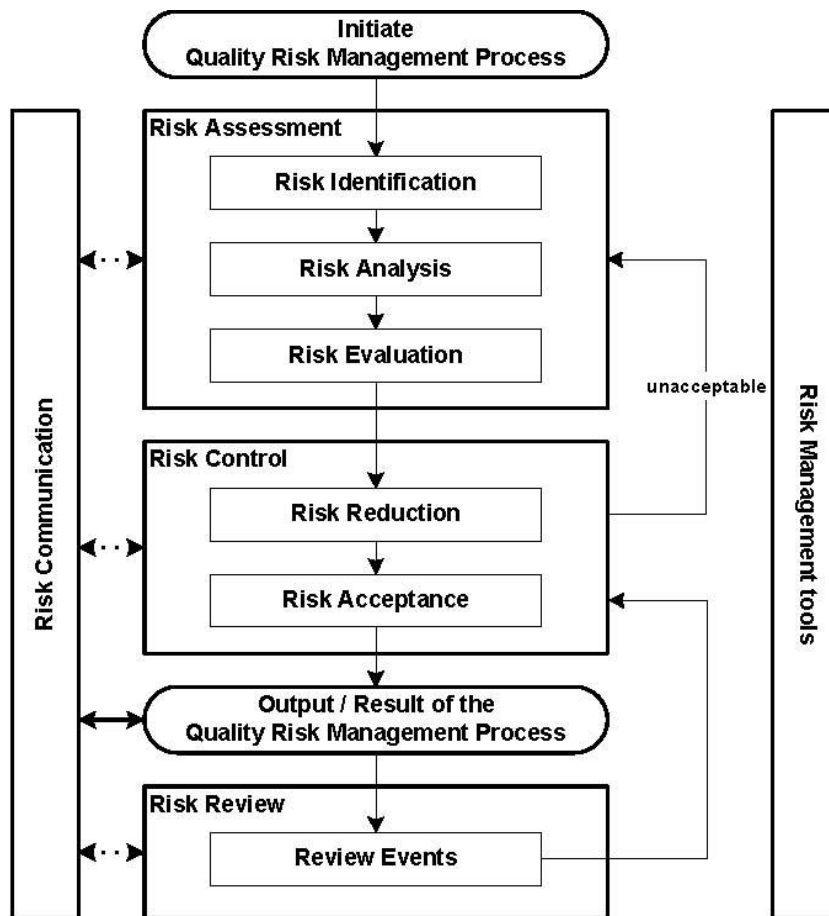 Initiate
Quality Risk Management Process
Risk Assessment
Risk Identification
Risk Analysis
Risk Evaluation
unacceptable
Risk Control
Risk Reduction
Risk Acceptance
Output / Result of the
Quality Risk Management Process
Risk Review
Review Events
Risk Communication
Risk Management tools